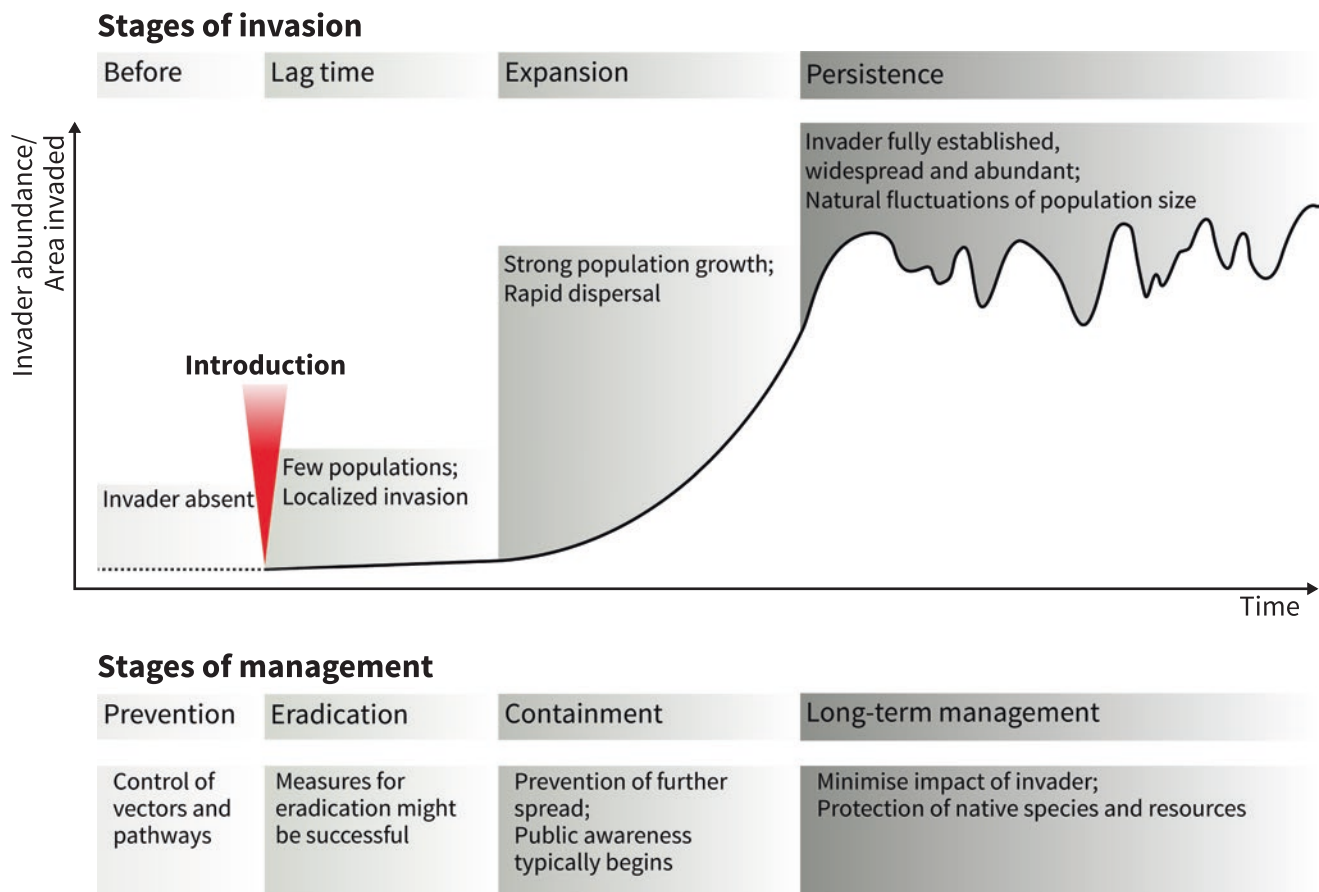 Stages of invasion
Before
Lag time
Expansion
Persistence
Invader abundance/
Area invaded
Invader fully established,
widespread and abundant;
Natural fluctuations of population size
Strong population growth;
Rapid dispersal
Introduction
Few populations;
Localized invasion
Invader absent
Time
Stages of management
Prevention
Eradication
Containment
Long-term management
Control of
vectors and
pathways
Measures for
eradication might
be successful
Prevention of further
spread;
Public awareness
typically begins
Minimise impact of invader;
Protection of native species and resources